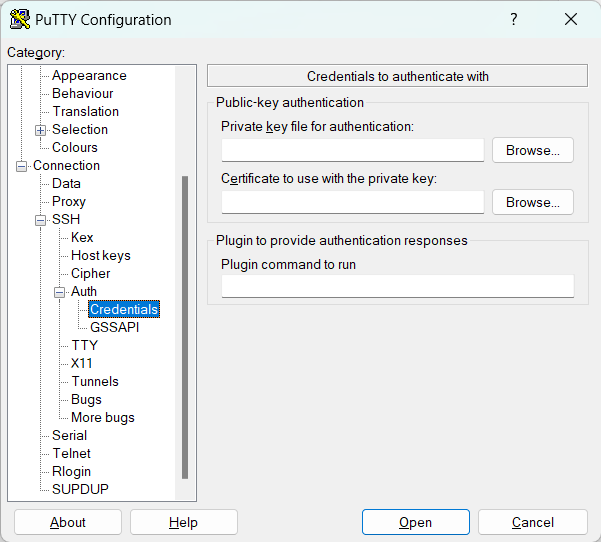 PuTTY Configuration
?
Category:
Appearance
Behaviour
Translation
Selection
Colours
Connection
Data
Proxy
SSH
Kex
Host keys
Cipher
Auth
Credentials
GSSAPI
TTY
X11
Tunnels
Bugs
More bugs
Serial
Telnet
Rlogin
SUPDUP
Credentials to authenticate with
Public-key authentication
Private key file for authentication:
Browse...
Certificate to use with the private key:
Browse...
Plugin to provide authentication responses
Plugin command to run
About
Help
Open
Cancel